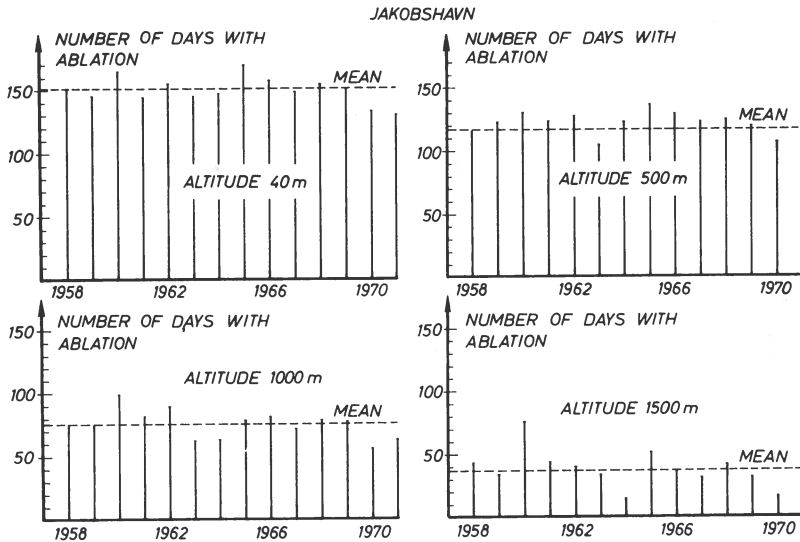 JAKOBSHAVN
NUMBER OF DAYS WITH
ABLATION
MEAN
150
100
50
ALTITUDE 40 m
1958 1962 1966 1970
NUMBER OF DAYS WITH
ABLATION
MEAN
150
100
50
ALTITUDE 500 m
1958 1962 1966 1970
NUMBER OF DAYS WITH
ABLATION
150
ALTITUDE 1000 m
100
MEAN
50
1958 1962 1966 1970
NUMBER OF DAYS WITH
ABLATION
150
100
ALTITUDE 1500 m
MEAN
50
1958 1962 1966 1970